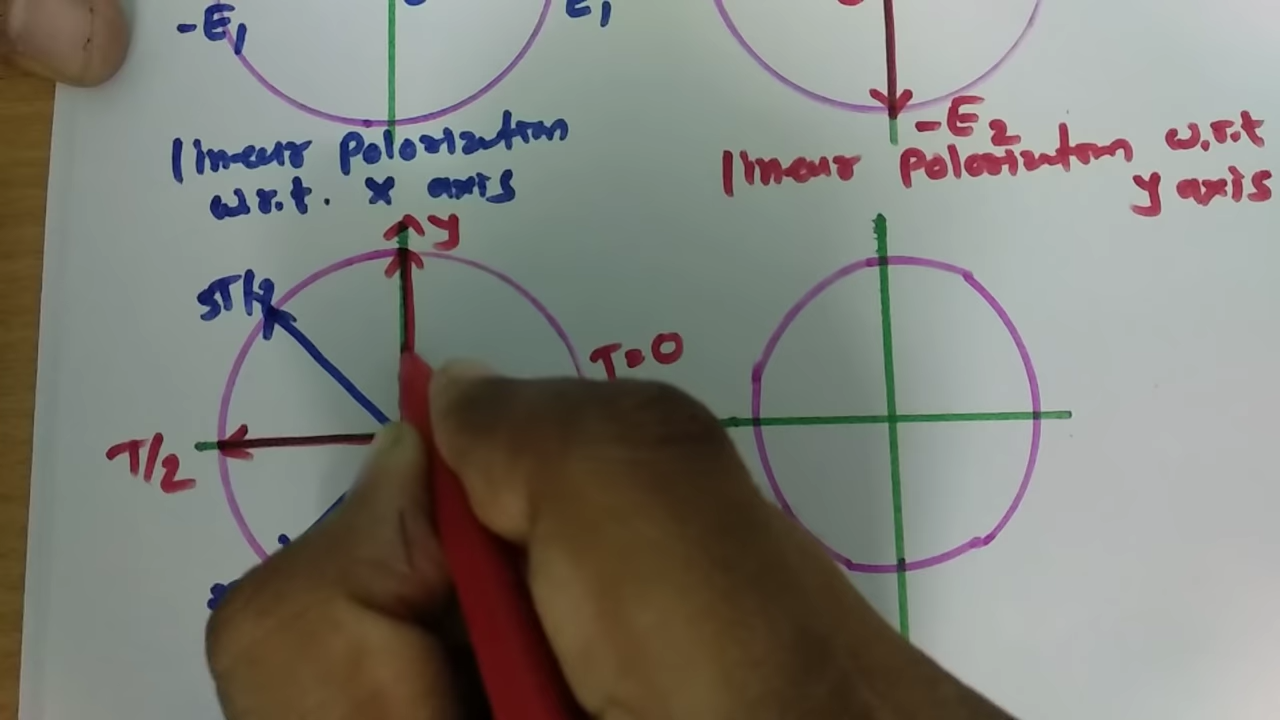 -E1
E1
-E2
linear polarization
w.r.t. x axis
linear polarization w.r.t
y axis
y
5T/8
T=0
T/2